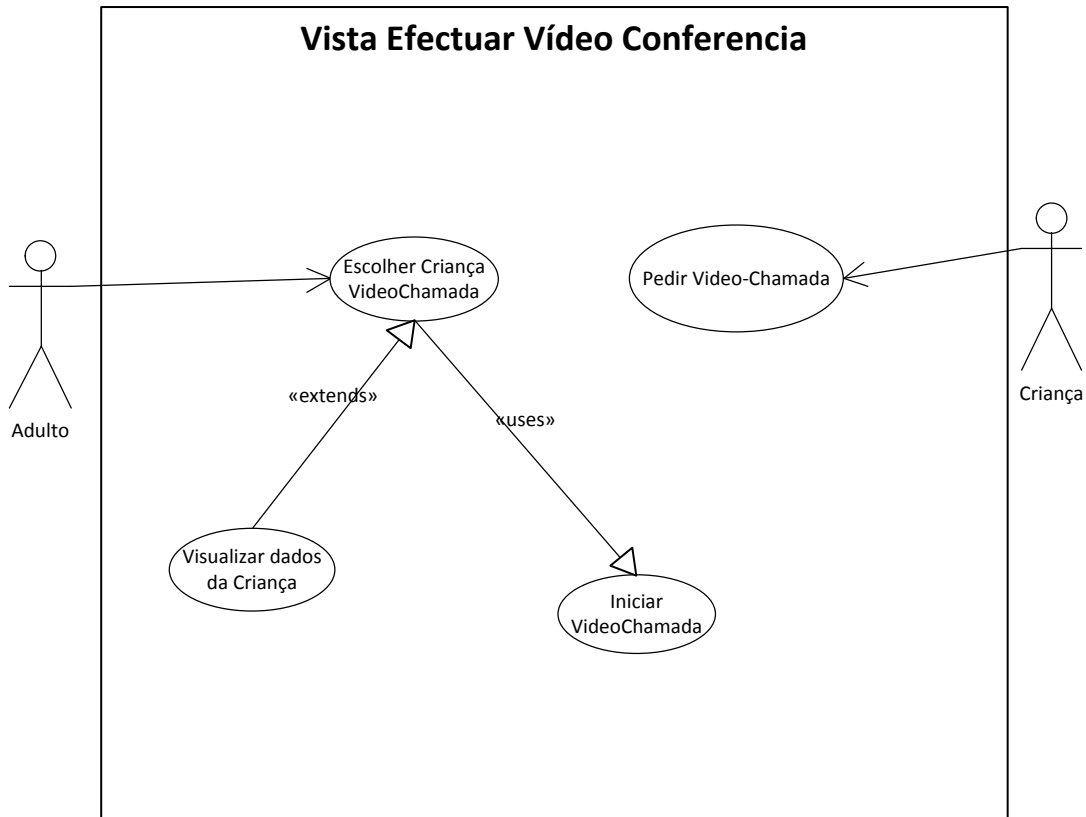 Vista Efectuar Vídeo Conferencia
Escolher Criança
VideoChamada
Pedir Video-Chamada
«extends»
«uses»
Criança
Adulto
Visualizar dados
da Criança
Iniciar
VideoChamada